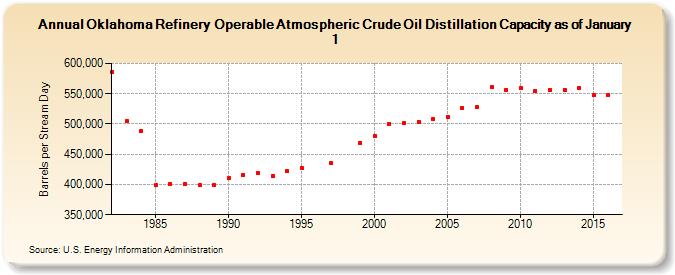 Annual Oklahoma Refinery Operable Atmospheric Crude Oil Distillation Capacity as of January
1
Barrels per Stream Day
600,000
550,000
500,000
450,000
400,000
350,000
1985 1990 1995 2000 2005 2010 2015
Source: U.S. Energy Information Administration